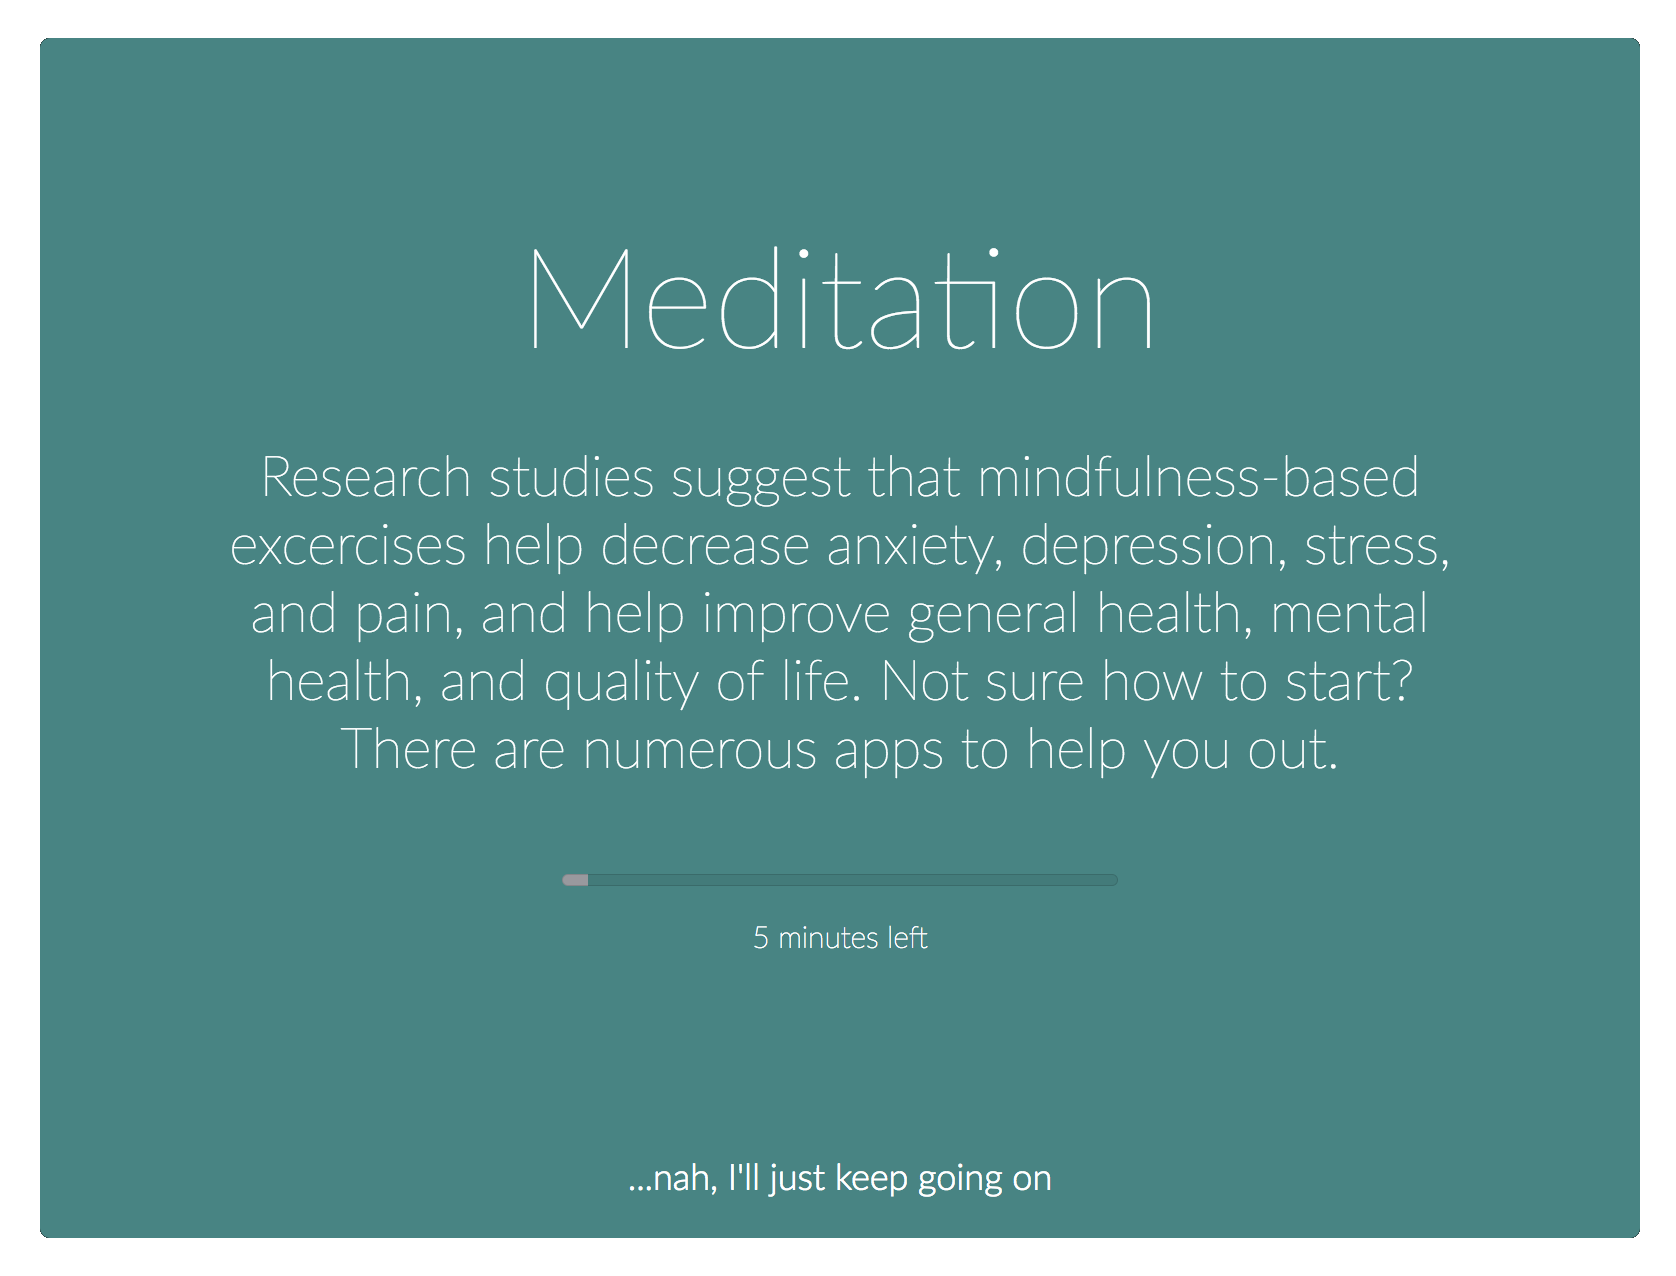 Meditation
Research studies suggest that mindfulness-based
excercises help decrease anxiety, depression, stress,
and pain, and help improve general health, mental
health, and quality of life. Not sure how to start?
There are numerous apps to help you out.
5 minutes left
...nah, I'll just keep going on